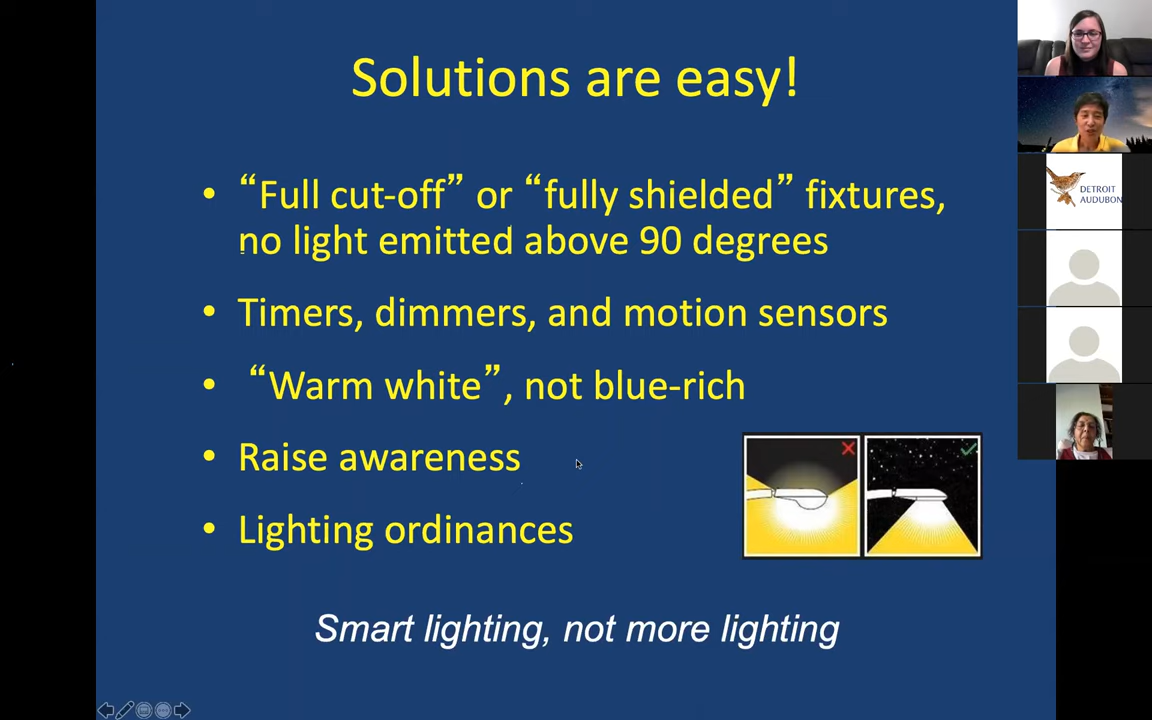 Solutions are easy!
• “Full cut-off” or “fully shielded” fixtures,
no light emitted above 90 degrees
• Timers, dimmers, and motion sensors
• “Warm white”, not blue-rich
• Raise awareness
• Lighting ordinances
Smart lighting, not more lighting
DETROIT
AUDUBON